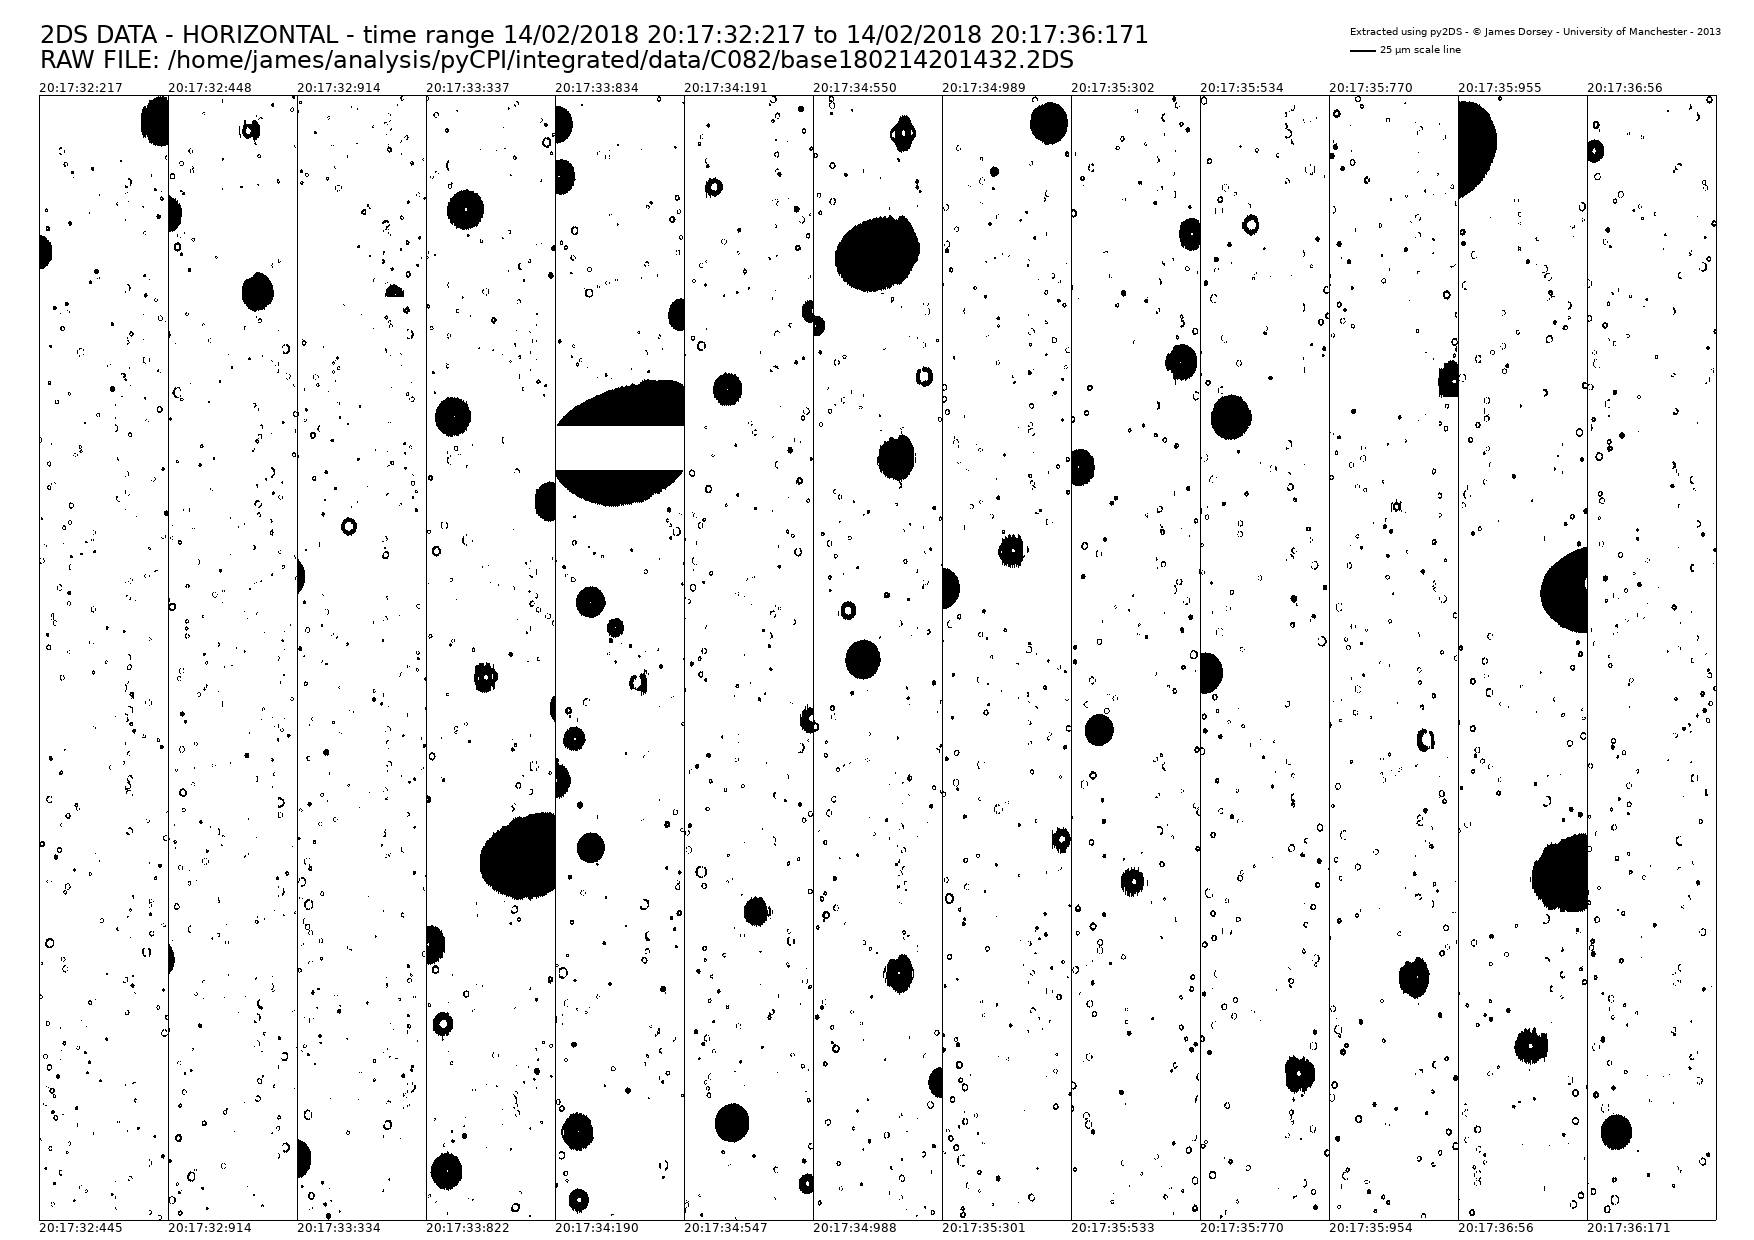 2DS DATA - HORIZONTAL - time range 14/02/2018 20:17:32:217 to 14/02/2018 20:17:36:171
RAW FILE: /home/james/analysis/pyCPI/integrated/data/C082/base180214201432.2DS
Extracted using py2DS - © James Dorsey - University of Manchester - 2013
25 µm scale line
20:17:32:217 20:17:32:448 20:17:32:914 20:17:33:337 20:17:33:834 20:17:34:191 20:17:34:550 20:17:34:989 20:17:35:302 20:17:35:534 20:17:35:770 20:17:35:955 20:17:36:56
20:17:32:445 20:17:32:914 20:17:33:334 20:17:33:822 20:17:34:190 20:17:34:547 20:17:34:988 20:17:35:301 20:17:35:533 20:17:35:770 20:17:35:954 20:17:36:56 20:17:36:171